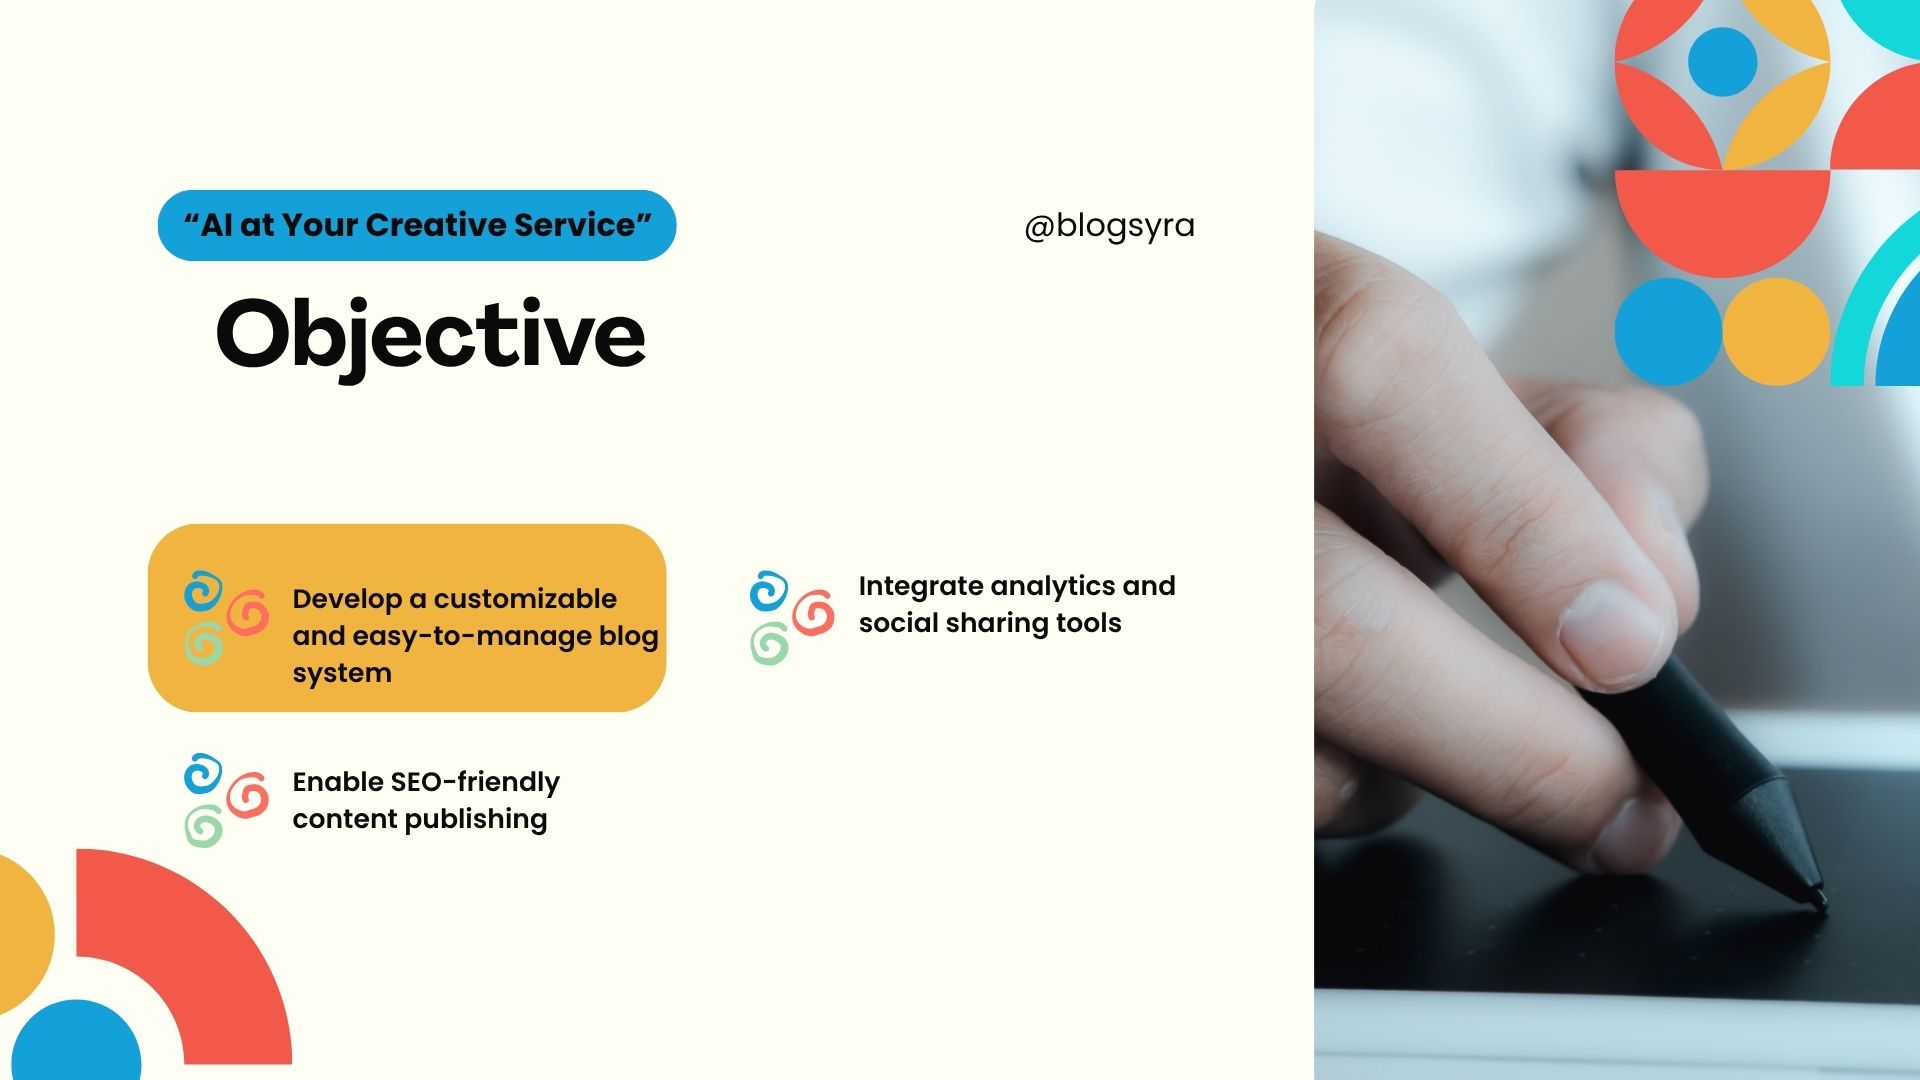 “AI at Your Creative Service”
@blogsyra
Objective
Develop a customizable
and easy-to-manage blog
system
Integrate analytics and
social sharing tools
Enable SEO-friendly
content publishing